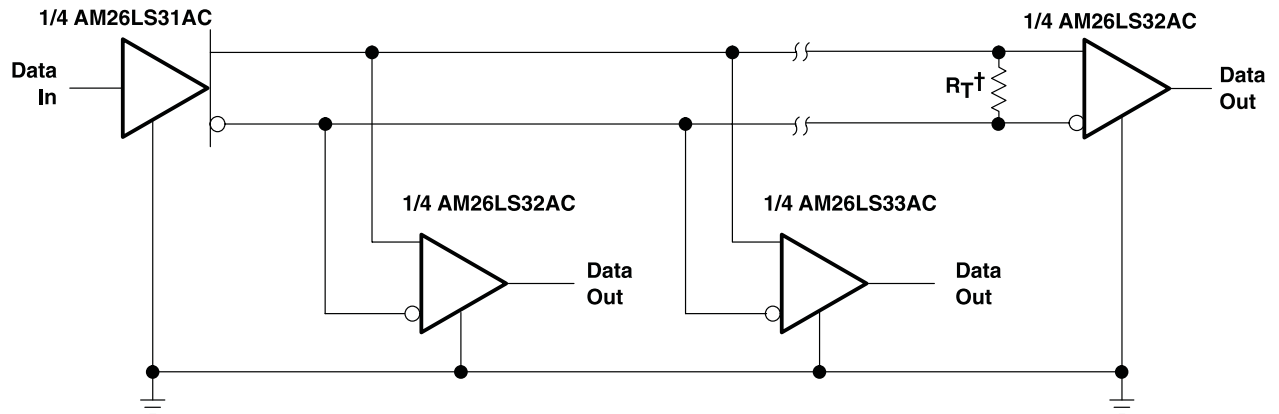 1/4 AM26LS31AC
1/4 AM26LS32AC
Data
In
RT†
Data
Out
1/4 AM26LS32AC
1/4 AM26LS33AC
Data
Out
Data
Out